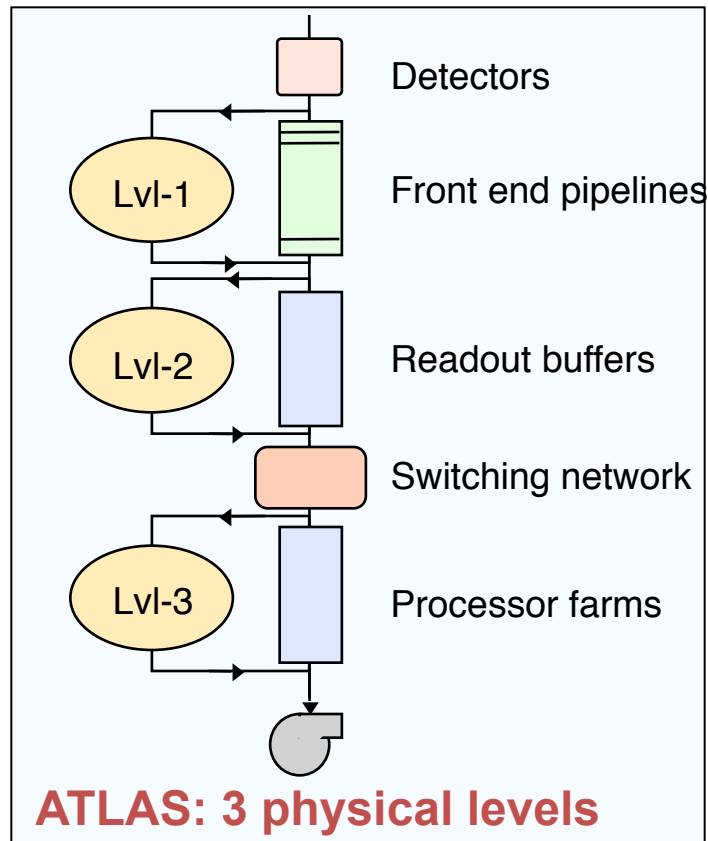 Detectors
Lvl-1
Front end pipelines
Lvl-2
Readout buffers
Switching network
Lvl-3
Processor farms
ATLAS: 3 physical levels